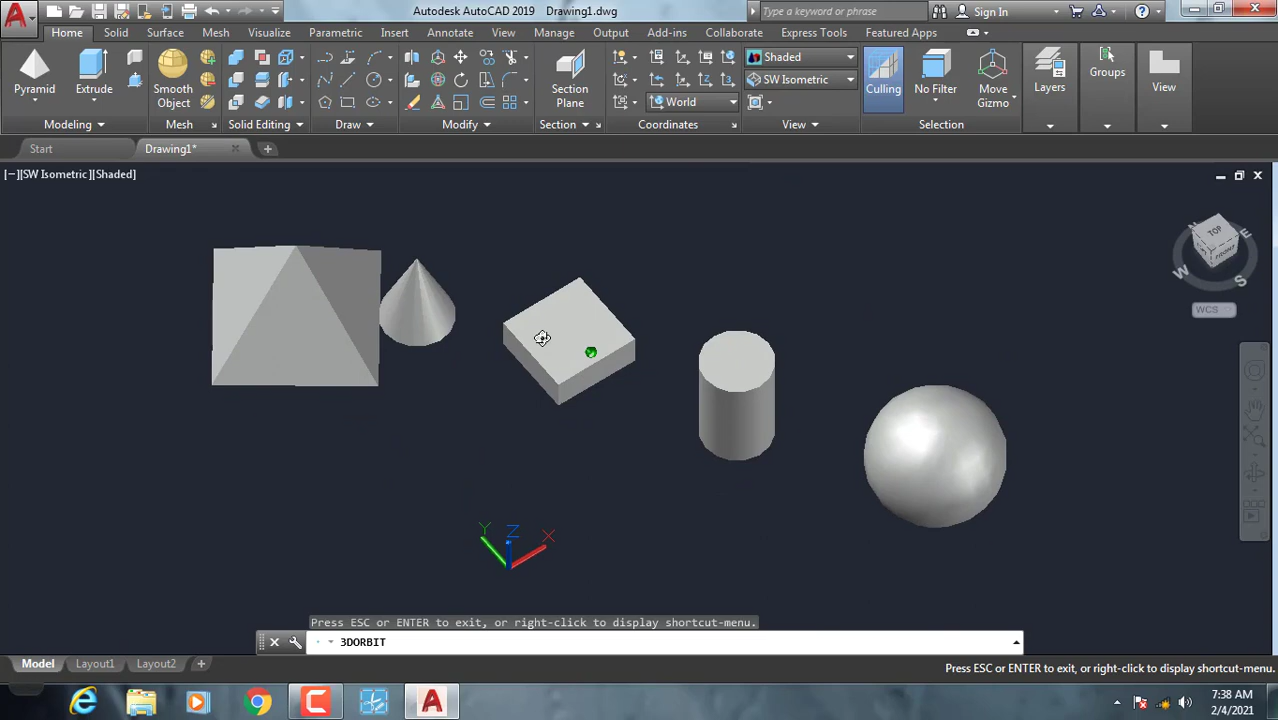 Autodesk AutoCAD 2019 Drawing1.dwg
Type a keyword or phrase
Sign In
Home Solid Surface Mesh Visualize Parametric Insert Annotate View Manage Output Add-ins Collaborate Express Tools Featured Apps
Shaded
SW Isometric
World
Pyramid Extrude Smooth Object Section Plane Culling No Filter Move Gizmo Layers Groups View
Modeling Mesh Solid Editing Draw Modify Section Coordinates View Selection
Start Drawing1*
[−][SW Isometric][Shaded]
TOP
FRONT
N
E
W
S
WCS
Y Z X
Press ESC or ENTER to exit, or right-click to display shortcut-menu.
3DORBIT
Model Layout1 Layout2
Press ESC or ENTER to exit, or right-click to display shortcut-menu.
7:38 AM
2/4/2021